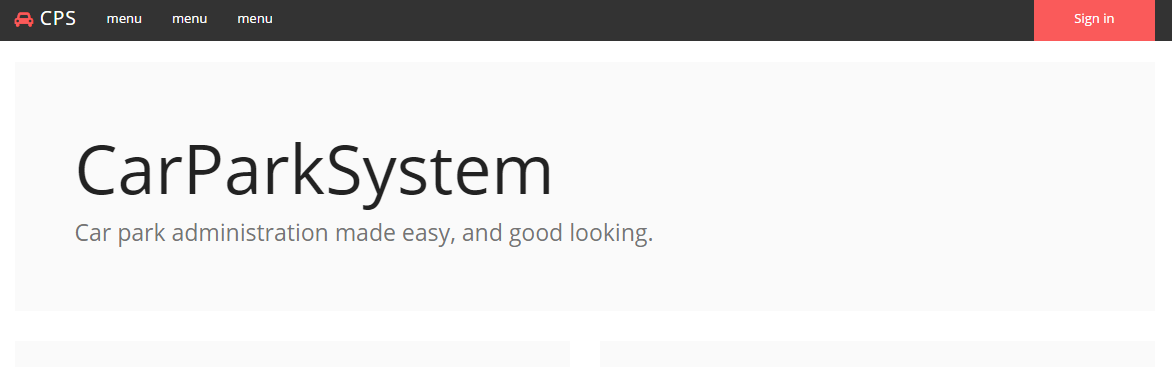 CPS menu menu menu Sign in
CarParkSystem
Car park administration made easy, and good looking.